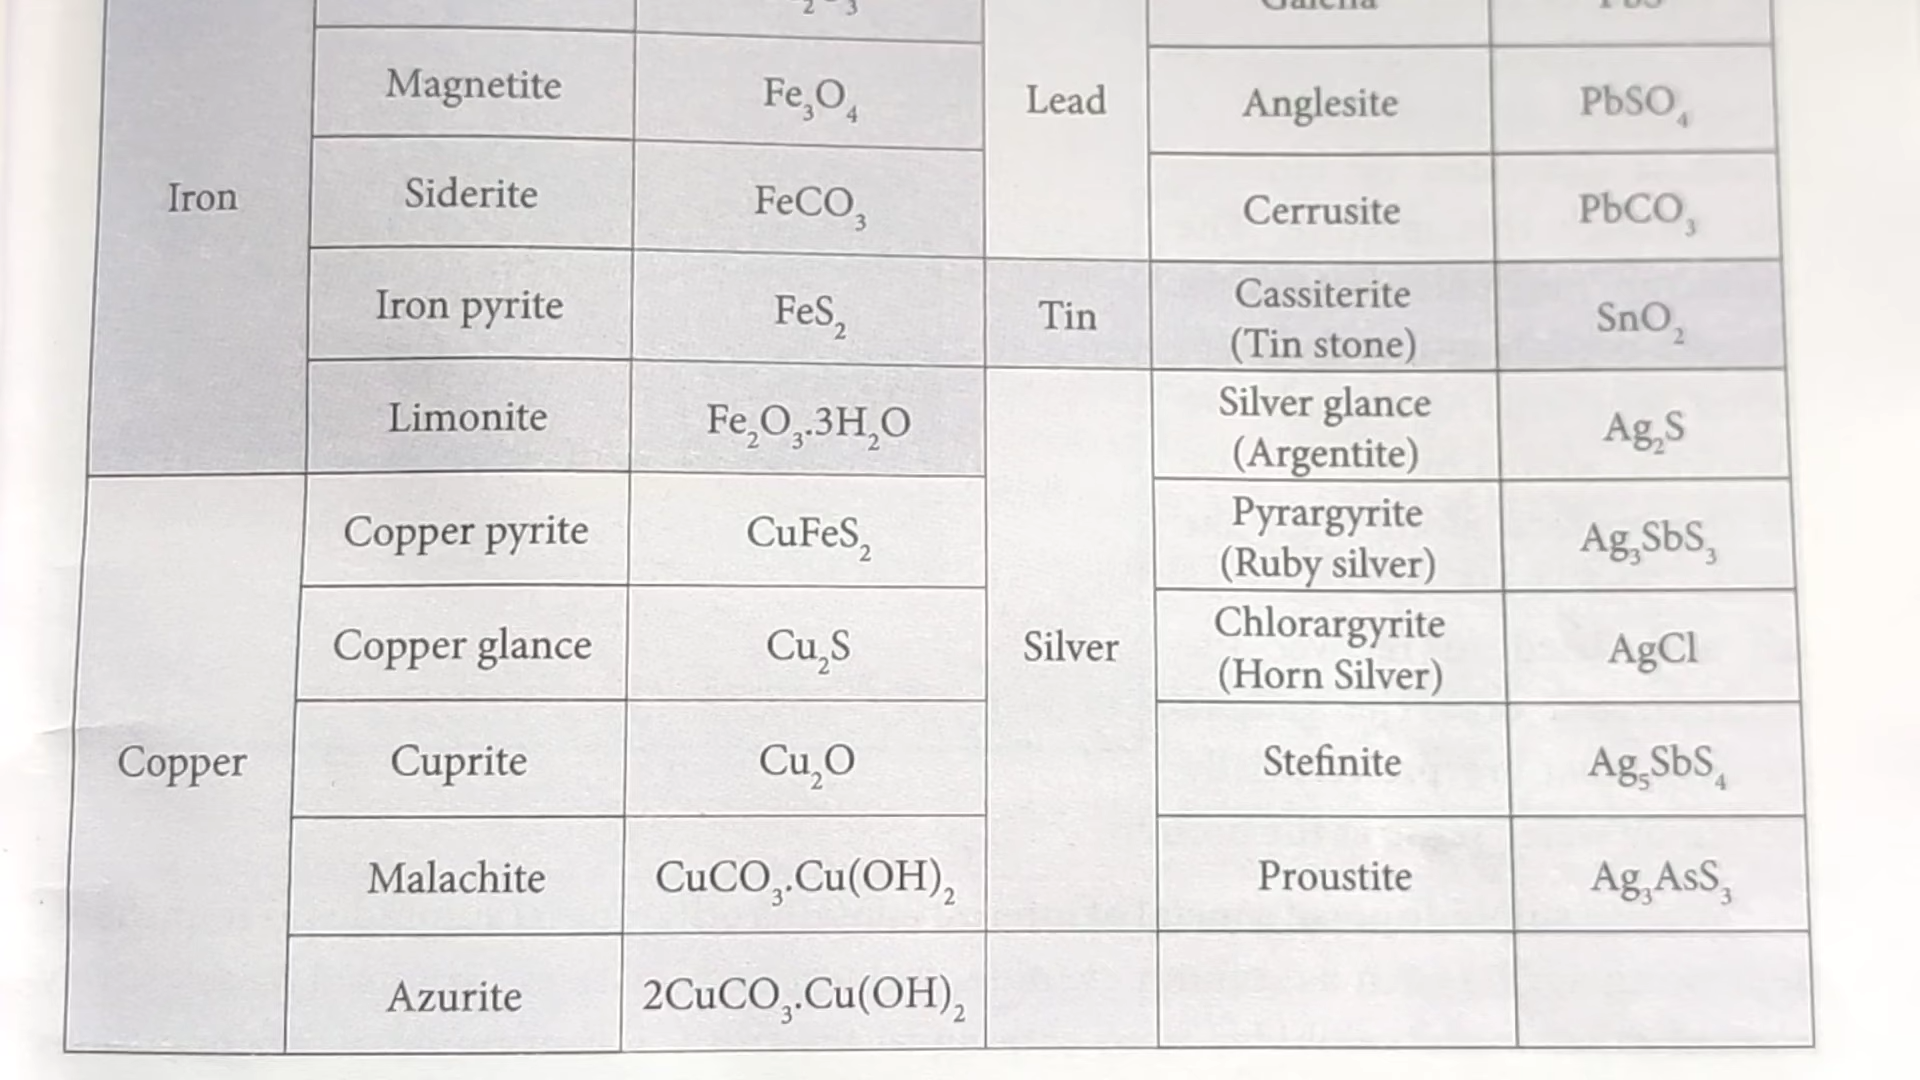 Magnetite Fe₃O₄ Lead Anglesite PbSO₄
Iron Siderite FeCO₃ Cerrusite PbCO₃
Iron pyrite FeS₂ Tin Cassiterite
(Tin stone) SnO₂
Limonite Fe₂O₃.3H₂O Silver glance
(Argentite) Ag₂S
Copper pyrite CuFeS₂ Pyrargyrite
(Ruby silver) Ag₃SbS₃
Copper glance Cu₂S Silver Chlorargyrite
(Horn Silver) AgCl
Copper Cuprite Cu₂O Stefinite Ag₅SbS₄
Malachite CuCO₃.Cu(OH)₂ Proustite Ag₃AsS₃
Azurite 2CuCO₃.Cu(OH)₂